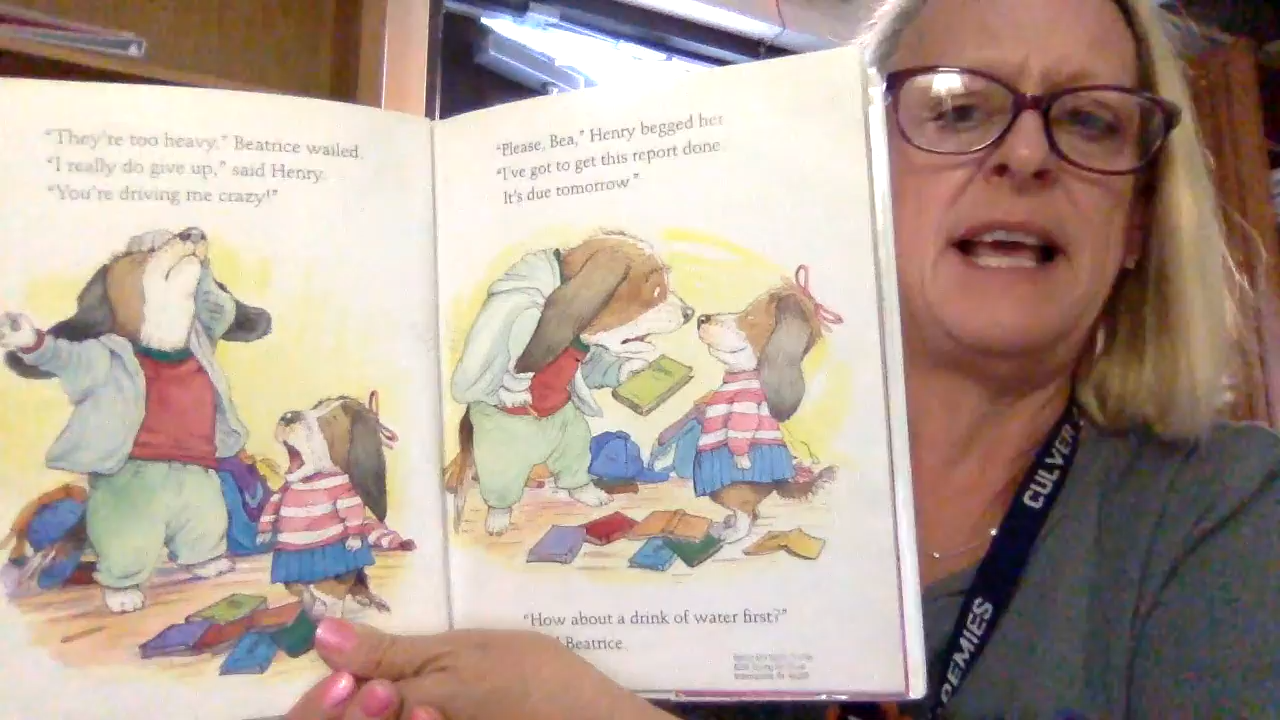 "They're too heavy," Beatrice wailed.
"I really do give up," said Henry.
"You're driving me crazy!"
"Please, Bea," Henry begged her
"I've got to get this report done.
It's due tomorrow".
"How about a drink of water first?"
Beatrice.
CULVER
DEMIES